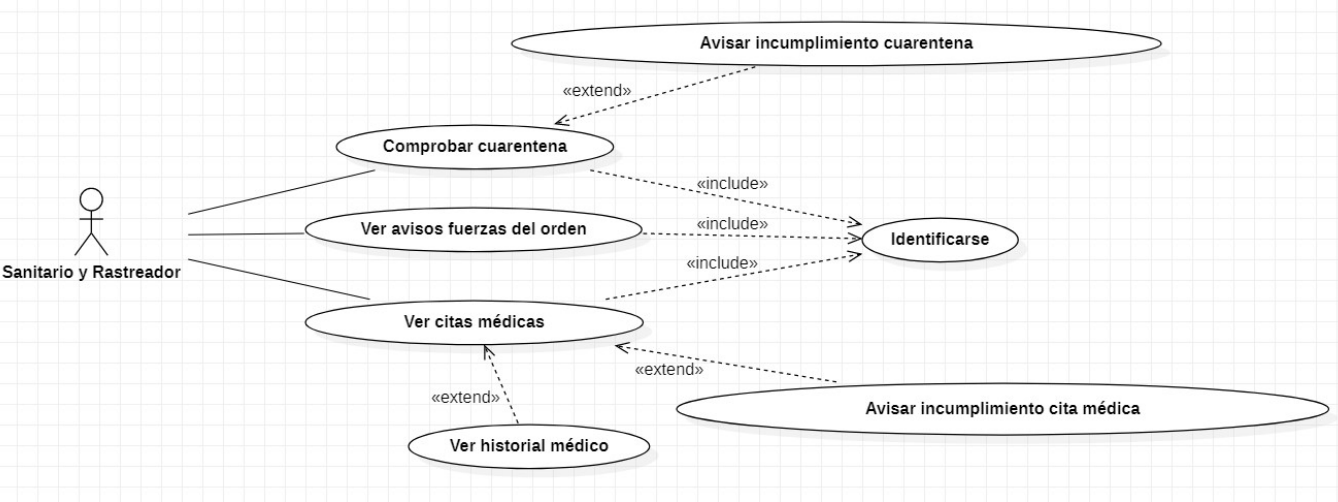 Avisar incumplimiento cuarentena
«extend»
Comprobar cuarentena
«include»
Ver avisos fuerzas del orden
«include»
Identificarse
Sanitario y Rastreador
«include»
Ver citas médicas
«extend»
«extend»
Avisar incumplimiento cita médica
Ver historial médico